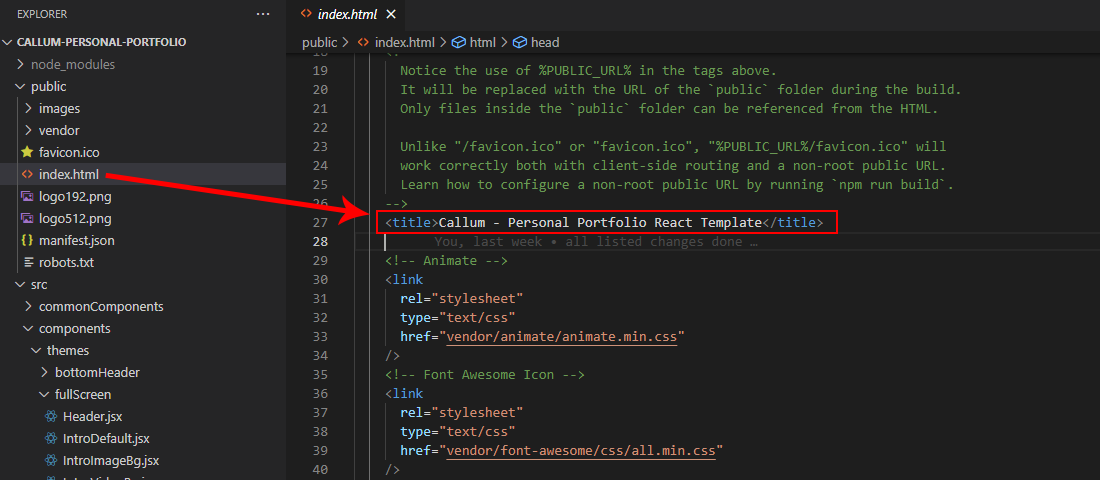 EXPLORER
···
CALLUM-PERSONAL-PORTFOLIO
node_modules
public
images
vendor
favicon.ico
index.html
logo192.png
logo512.png
manifest.json
robots.txt
src
commonComponents
components
themes
bottomHeader
fullScreen
Header.jsx
IntroDefault.jsx
IntroImageBg.jsx
index.html
public > index.html > html > head
19 Notice the use of %PUBLIC_URL% in the tags above.
20 It will be replaced with the URL of the `public` folder during the build.
21 Only files inside the `public` folder can be referenced from the HTML.
22
23 Unlike "/favicon.ico" or "favicon.ico", "%PUBLIC_URL%/favicon.ico" will
24 work correctly both with client-side routing and a non-root public URL.
25 Learn how to configure a non-root public URL by running `npm run build`.
26 -->
27 <title>Callum - Personal Portfolio React Template</title>
28 You, last week • all listed changes done …
29 <!-- Animate -->
30 <link
31 rel="stylesheet"
32 type="text/css"
33 href="vendor/animate/animate.min.css"
34 />
35 <!-- Font Awesome Icon -->
36 <link
37 rel="stylesheet"
38 type="text/css"
39 href="vendor/font-awesome/css/all.min.css"
40 />